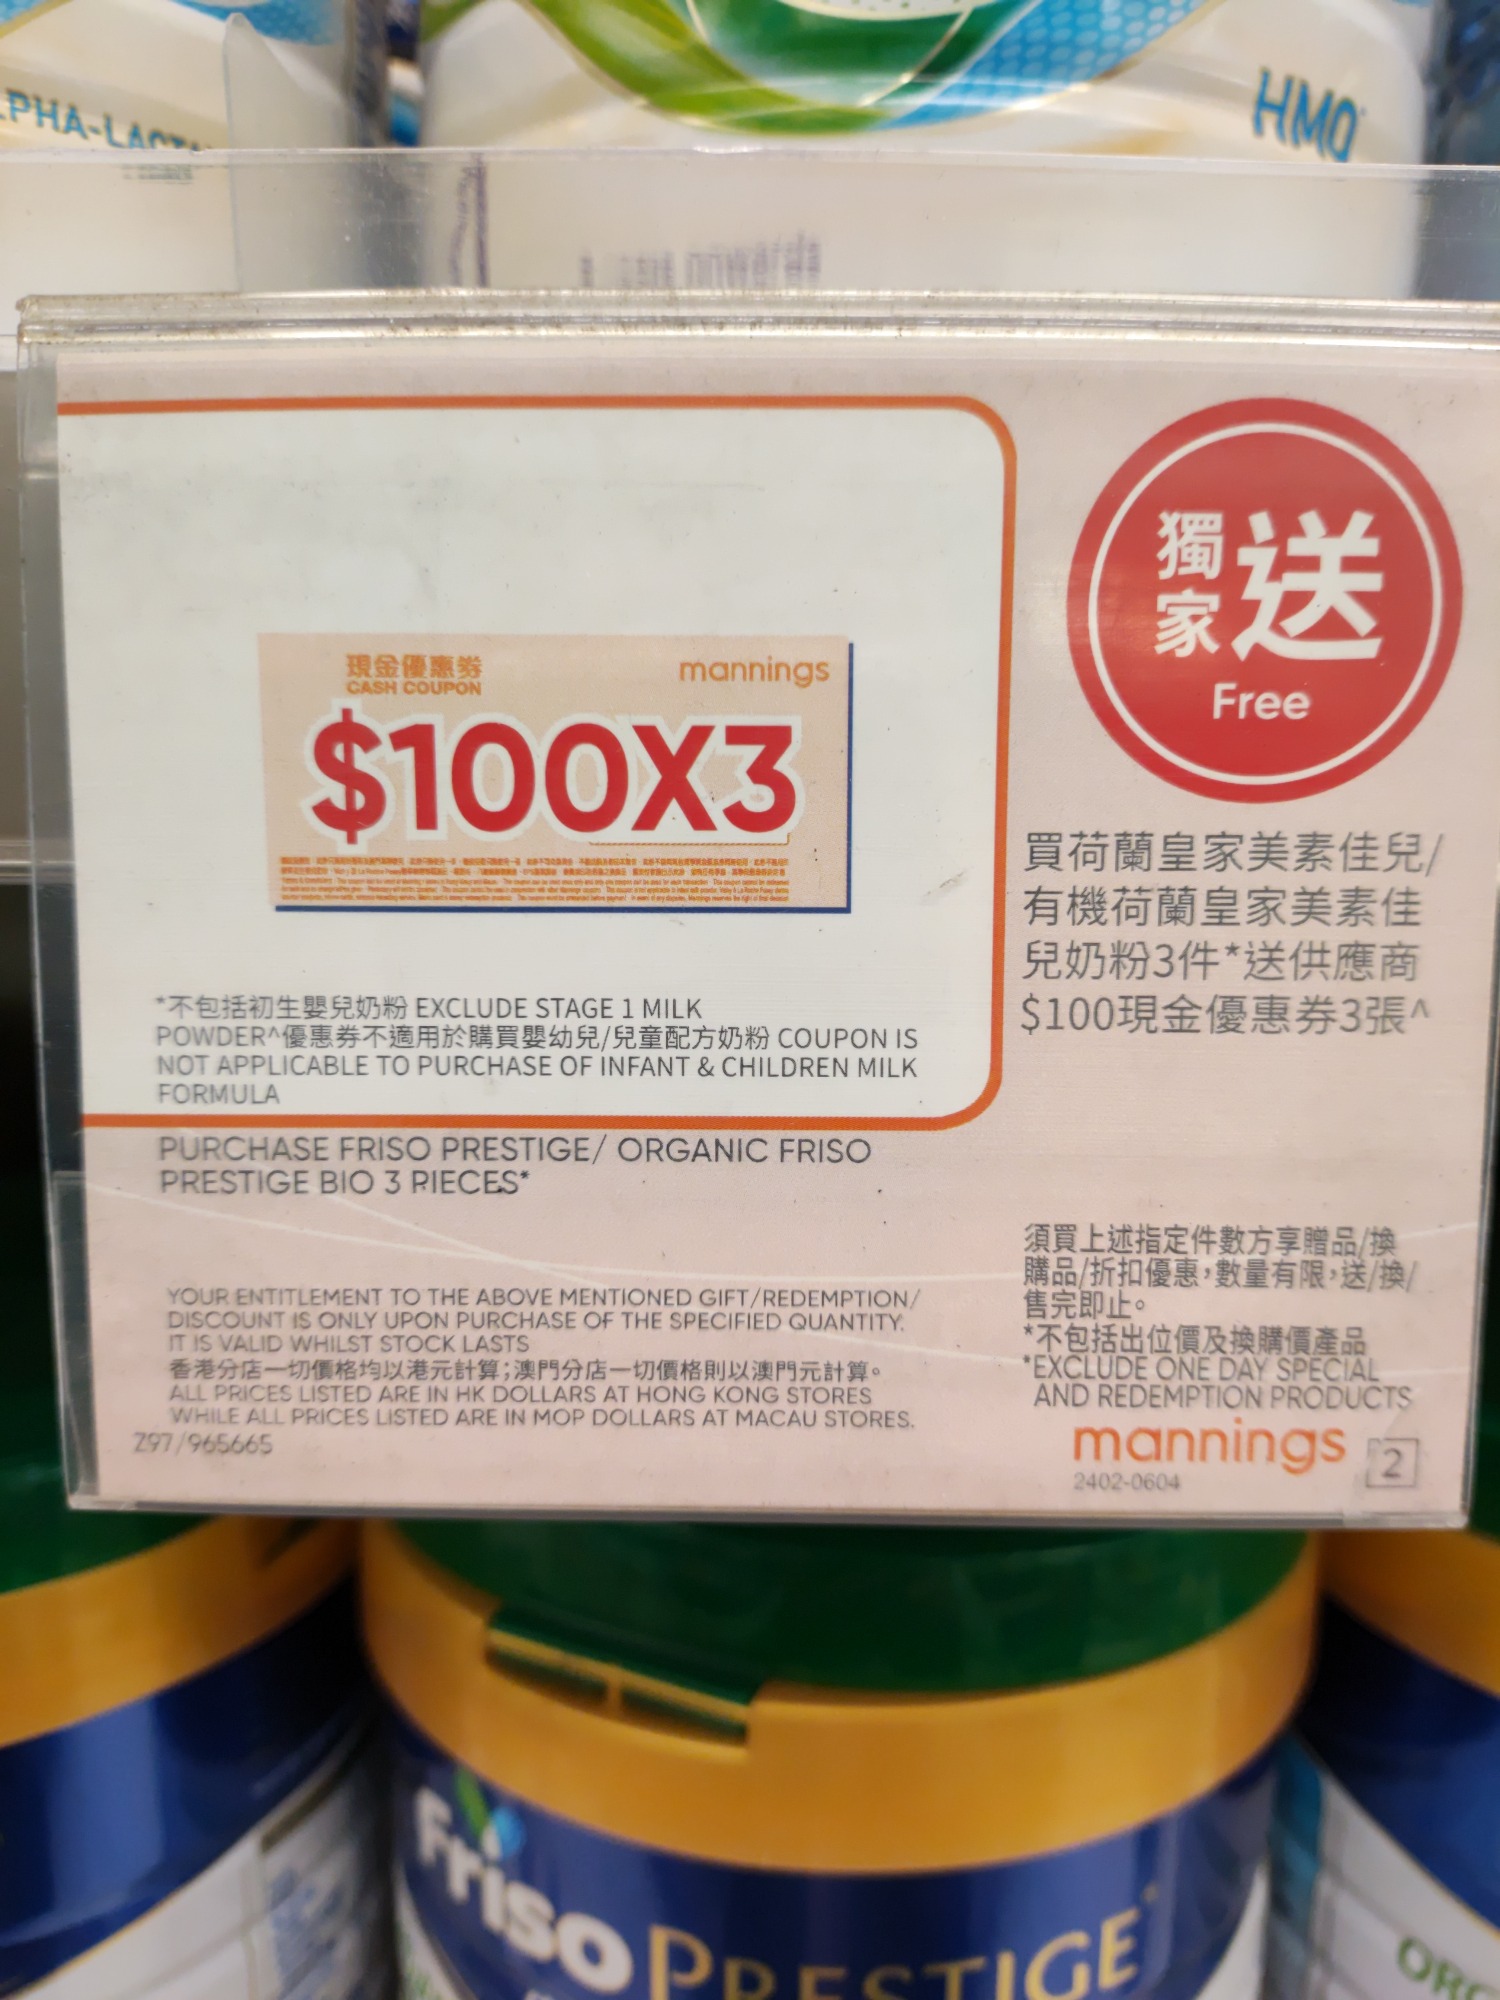 HMO
現金優惠券
CASH COUPON
mannings
$100X3
獨家
送
Free
買荷蘭皇家美素佳兒/
有機荷蘭皇家美素佳
兒奶粉3件*送供應商
$100現金優惠券3張^
*不包括初生嬰兒奶粉 EXCLUDE STAGE 1 MILK
POWDER^優惠券不適用於購買嬰幼兒/兒童配方奶粉 COUPON IS
NOT APPLICABLE TO PURCHASE OF INFANT & CHILDREN MILK
FORMULA
PURCHASE FRISO PRESTIGE/ ORGANIC FRISO
PRESTIGE BIO 3 PIECES*
YOUR ENTITLEMENT TO THE ABOVE MENTIONED GIFT/REDEMPTION/
DISCOUNT IS ONLY UPON PURCHASE OF THE SPECIFIED QUANTITY.
IT IS VALID WHILST STOCK LASTS
香港分店一切價格均以港元計算;澳門分店一切價格則以澳門元計算。
ALL PRICES LISTED ARE IN HK DOLLARS AT HONG KONG STORES
WHILE ALL PRICES LISTED ARE IN MOP DOLLARS AT MACAU STORES.
Z97/965665
須買上述指定件數方享贈品/換
購品/折扣優惠,數量有限,送/換/
售完即止。
*不包括出位價及換購價產品
*EXCLUDE ONE DAY SPECIAL
AND REDEMPTION PRODUCTS
mannings
2
2402-0604
Friso PRESTIGE